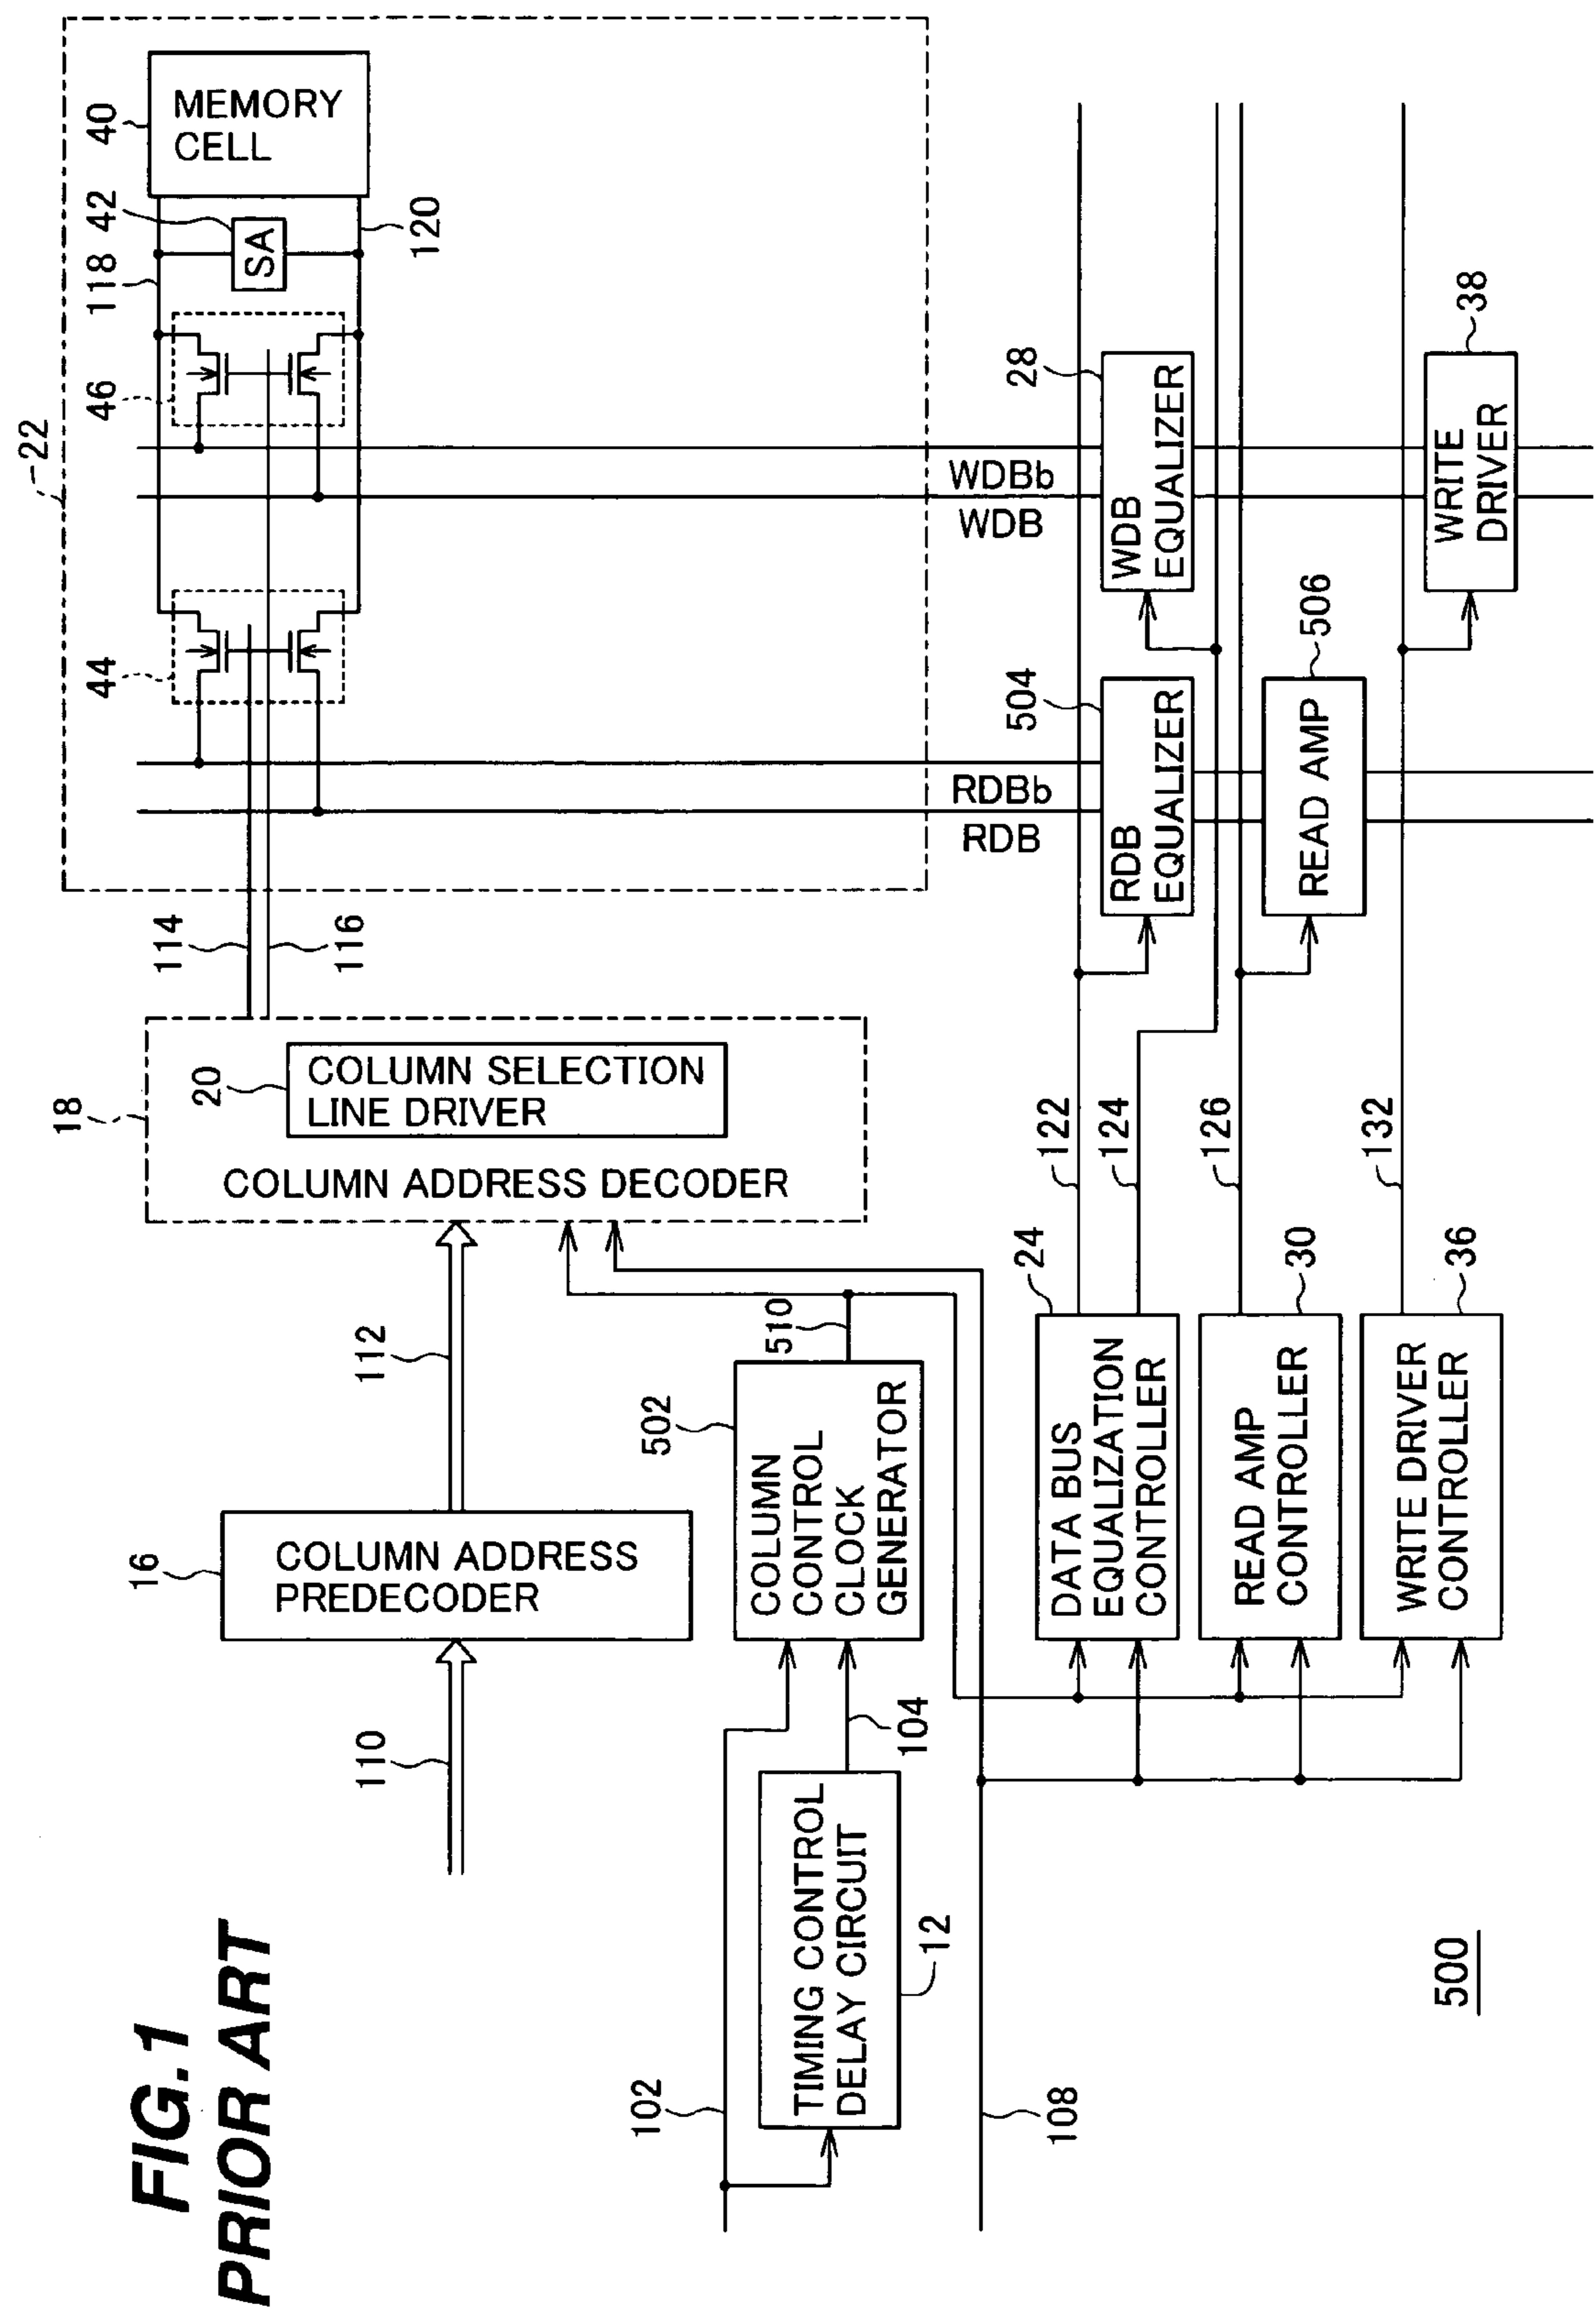 FIG.1
PRIOR ART
110
16
COLUMN ADDRESS
PREDECODER
112
18
20
COLUMN SELECTION
LINE DRIVER
COLUMN ADDRESS DECODER
114
116
22
44
46
118
42
SA
40
MEMORY
CELL
120
102
TIMING CONTROL
DELAY CIRCUIT
12
104
502
COLUMN
CONTROL
CLOCK
GENERATOR
510
108
RDBb
RDB
WDBb
WDB
24
DATA BUS
EQUALIZATION
CONTROLLER
122
124
504
RDB
EQUALIZER
28
WDB
EQUALIZER
READ AMP
CONTROLLER
30
126
READ AMP
506
WRITE DRIVER
CONTROLLER
36
132
WRITE
DRIVER
38
500